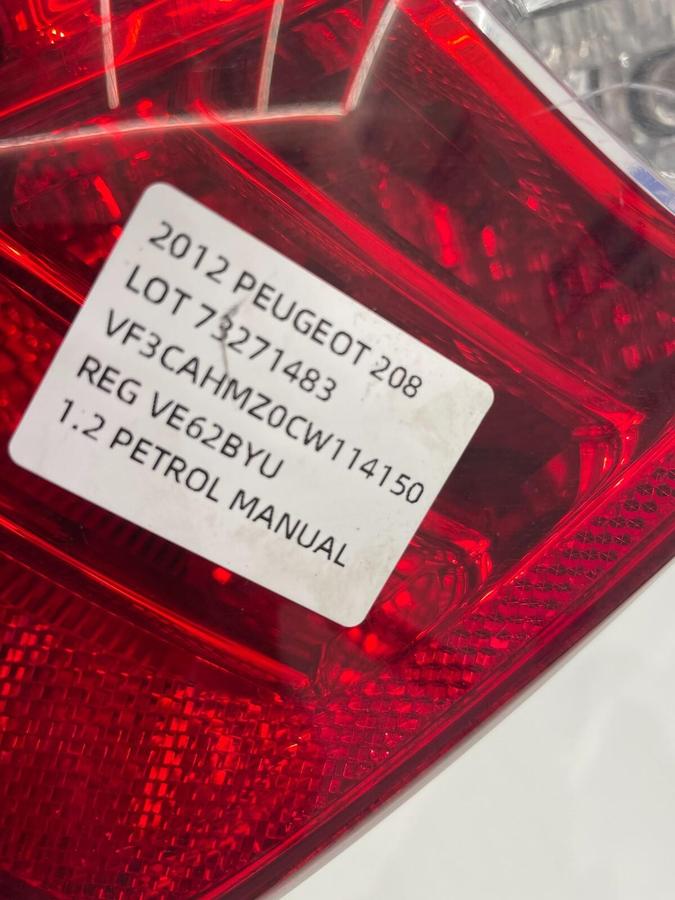 2012 PEUGEOT 208
LOT 73271483
VF3CAHMZ0CW114150
REG VE62BYU
1.2 PETROL MANUAL